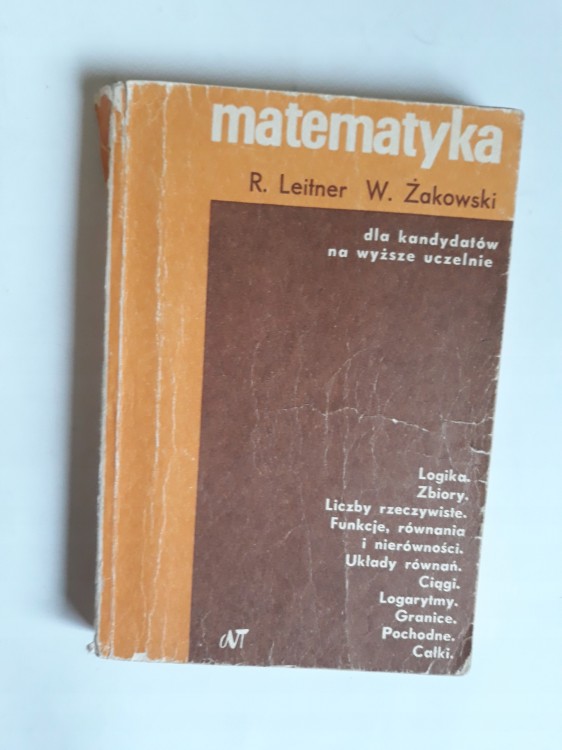 matematyka
R. Leitner W. Żakowski
dla kandydatów
na wyższe uczelnie
Logika.
Zbiory.
Liczby rzeczywiste.
Funkcje, równania
i nierówności.
Układy równań.
Ciągi.
Logarytmy.
Granice.
Pochodne.
Całki.
WNT